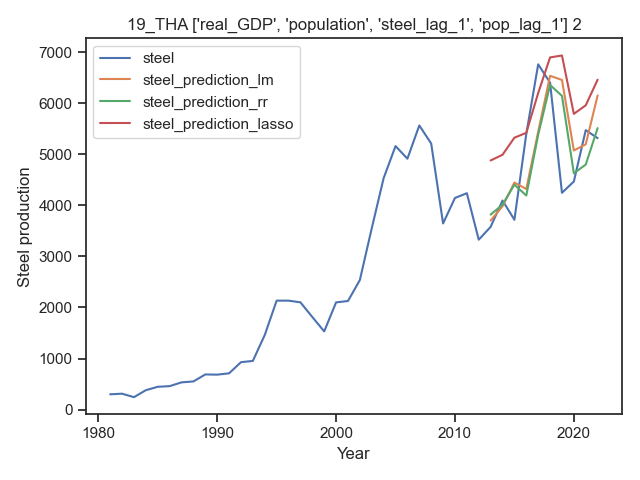 19_THA ['real_GDP', 'population', 'steel_lag_1', 'pop_lag_1'] 2
steel
steel_prediction_lm
steel_prediction_rr
steel_prediction_lasso
7000
6000
5000
4000
3000
2000
1000
0
Steel production
1980
1990
2000
2010
2020
Year